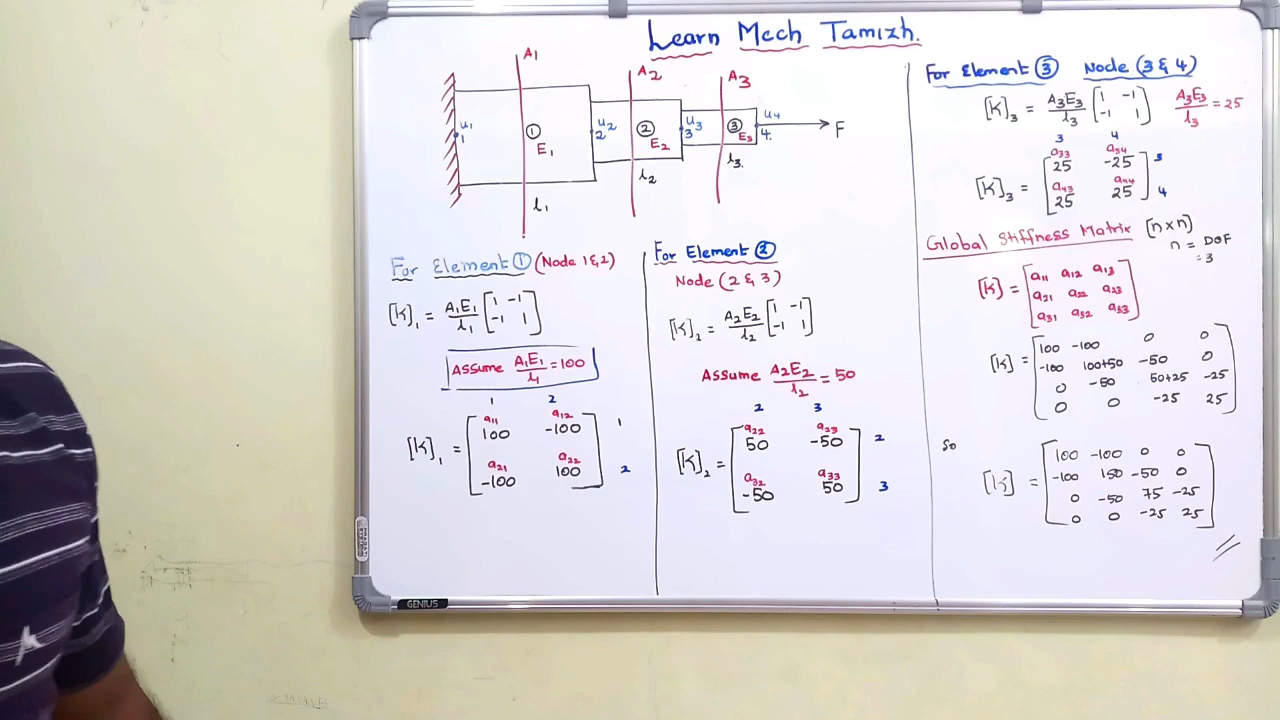 Learn Mech Tamizh.
A1
A2
A3
u1
1
① E1
u2
2
② E2
u3
3
③ E3
u4
4.
F
l1
l2
l3.
For Element ① (Node 1 & 2)
[K]1 = A1E1/l1 [1 -1
-1 1]
Assume A1E1/l1 = 100
1 2
a11 a12
100 -100 1
[K]1 =
a21 a22
-100 100 2
For Element ②
Node (2 & 3)
[K]2 = A2E2/l2 [1 -1
-1 1]
Assume A2E2/l2 = 50
2 3
a22 a23
50 -50 2
[K]2 =
a32 a33
-50 50 3
For Element ③ Node (3 & 4)
[K]3 = A3E3/l3 [1 -1
-1 1] A3E3/l3 = 25
3 4
a33 a34
25 -25 3
[K]3 =
a43 a44
25 25 4
Global Stiffness Matrix [n×n]
n = DOF
= 3
[K] = [a11 a12 a13
a21 a22 a23
a31 a32 a33]
[K] = [100 -100 0 0
-100 100+50 -50 0
0 -50 50+25 -25
0 0 -25 25]
So
[K] = [100 -100 0 0
-100 150 -50 0
0 -50 75 -25
0 0 -25 25]
GENIUS